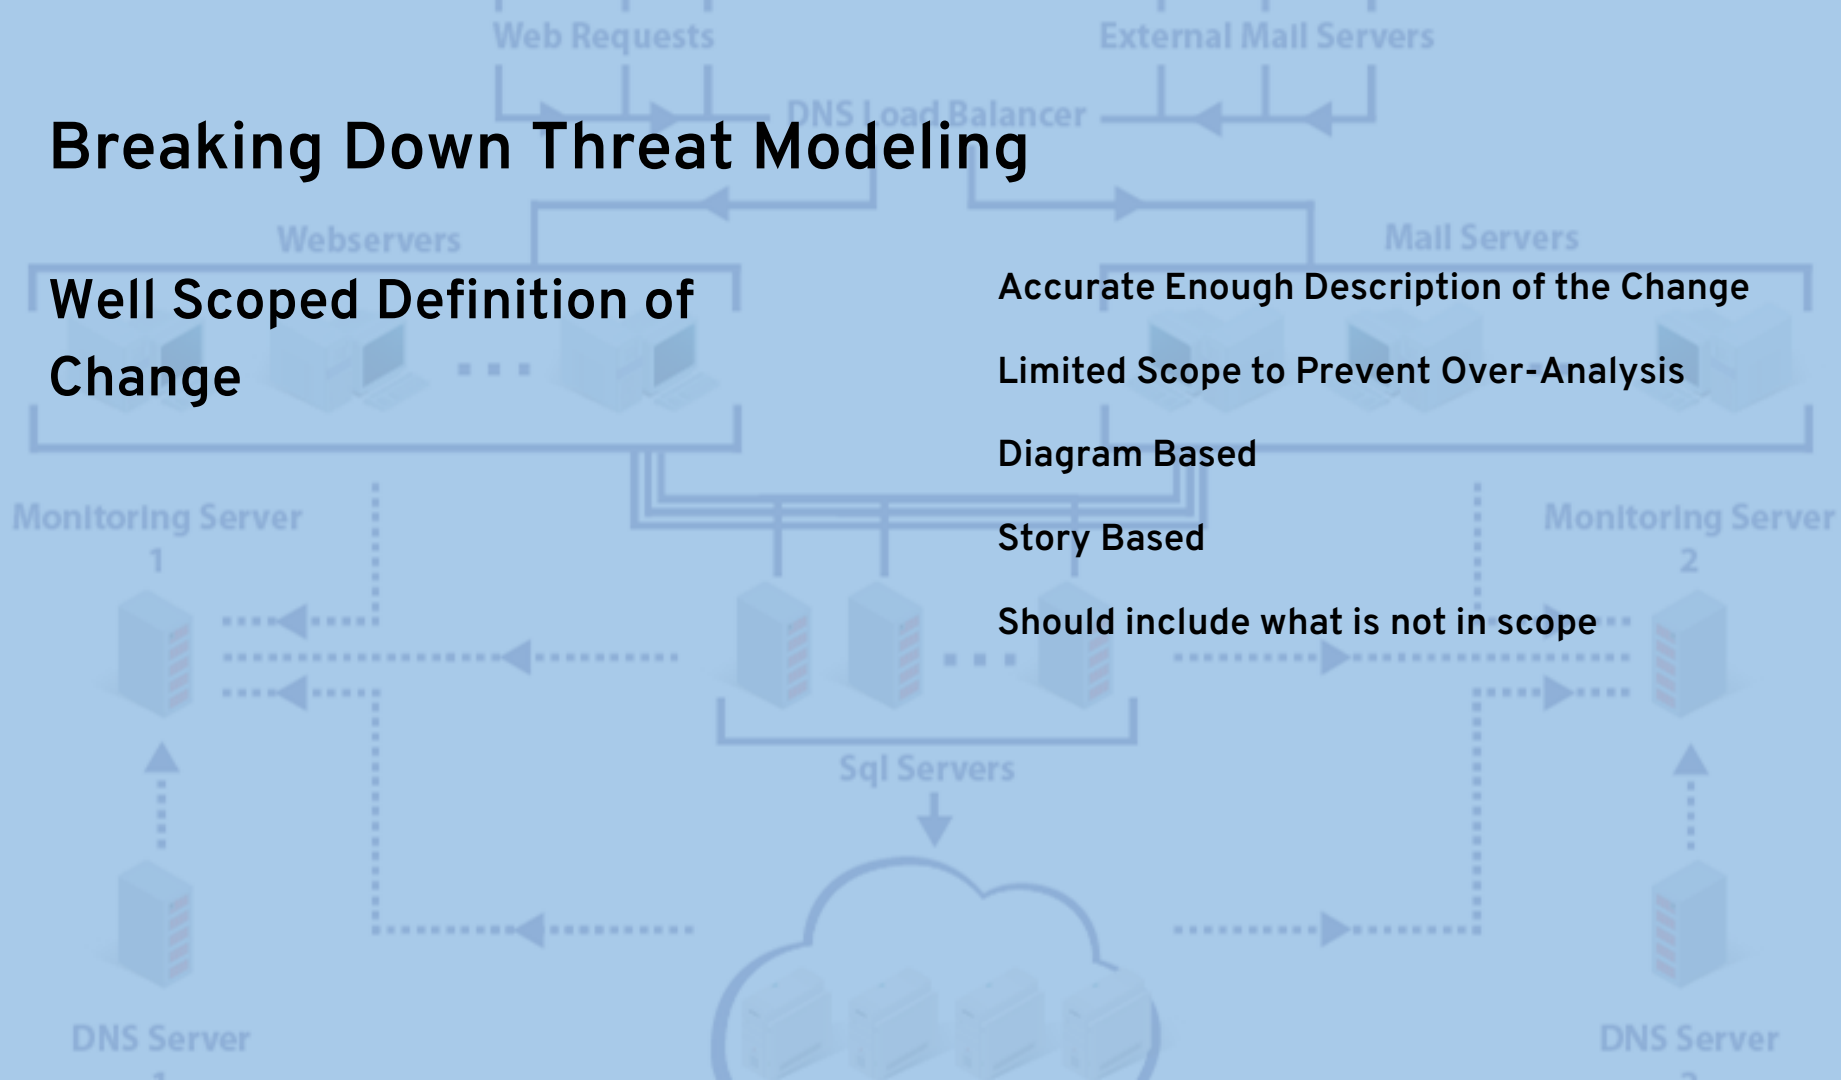 Web Requests
External Mail Servers
DNS Load Balancer
Breaking Down Threat Modeling
Webservers
Mail Servers
Well Scoped Definition of
Change
Accurate Enough Description of the Change
Limited Scope to Prevent Over-Analysis
Diagram Based
Story Based
Should include what is not in scope
Monitoring Server
1
Monitoring Server
2
Sql Servers
DNS Server
DNS Server